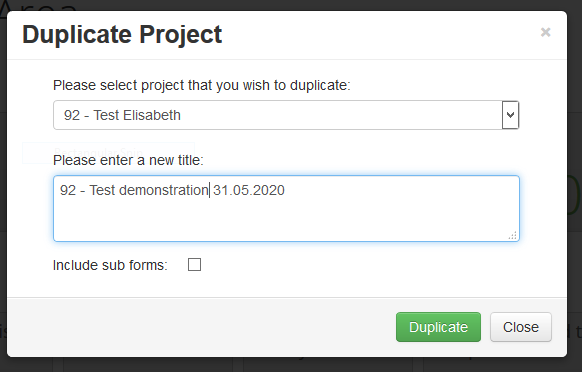 Duplicate Project
×
Please select project that you wish to duplicate:
92 - Test Elisabeth
Please enter a new title:
92 - Test demonstration 31.05.2020
Include sub forms:
Duplicate
Close